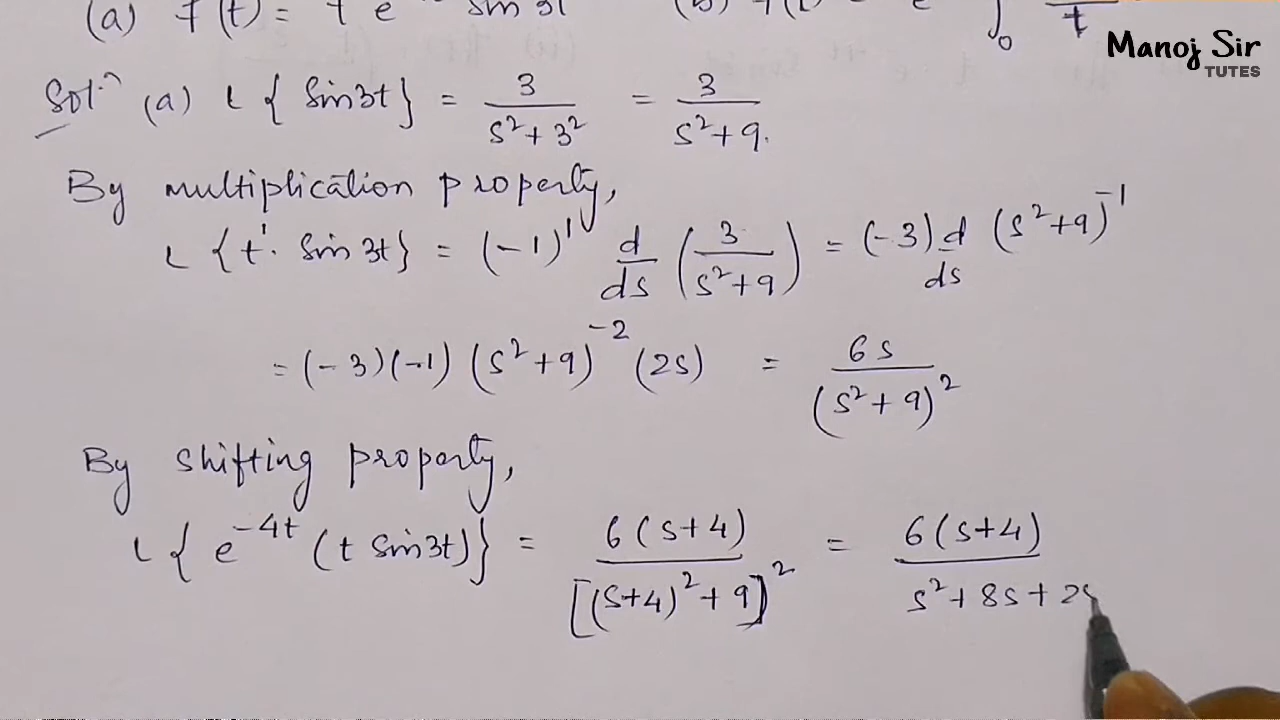 (a) F(t) = t e sin 3t (b) F(t) = e ∫₀ / t
Manoj Sir
TUTES
Solⁿ (a) L { Sin3t} = 3/(s²+3²) = 3/(s²+9).
By multiplication property,
L {t¹. Sin 3t} = (-1)¹ d/ds (3/(s²+9)) = (-3) d/ds (s²+9)⁻¹
= (-3)(-1) (s²+9)⁻² (2s) = 6s/(s²+9)²
By shifting property,
L { e⁻⁴ᵗ (t Sin3t)} = 6(s+4)/[(s+4)²+9]² = 6(s+4)/s²+8s+2